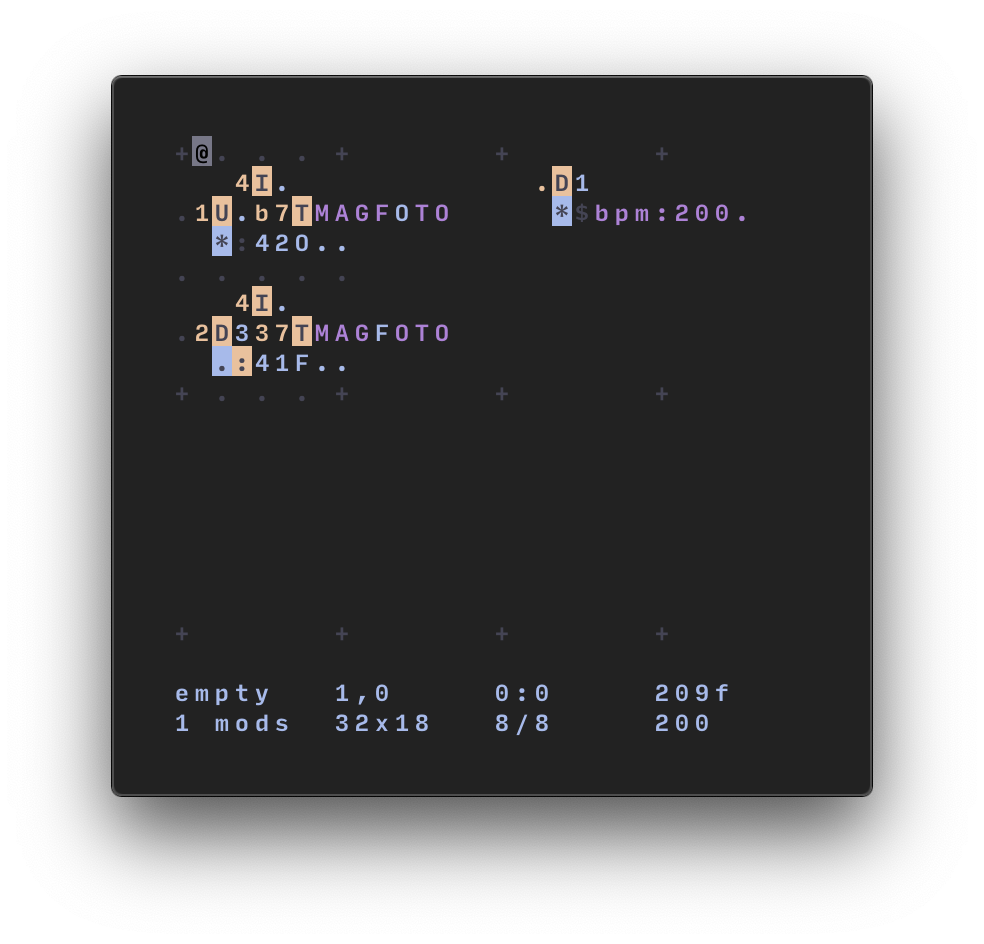 +@. . . +       +       +
   4I.            .D1
.1U.b7TMAGFOTO     *$bpm:200.
  *:42O..
. . . . .
   4I.
.2D337TMAGFOTO
  .:41F..
+ . . . +       +       +
+       +       +       +
empty   1,0     0:0     209f
1 mods  32x18   8/8     200